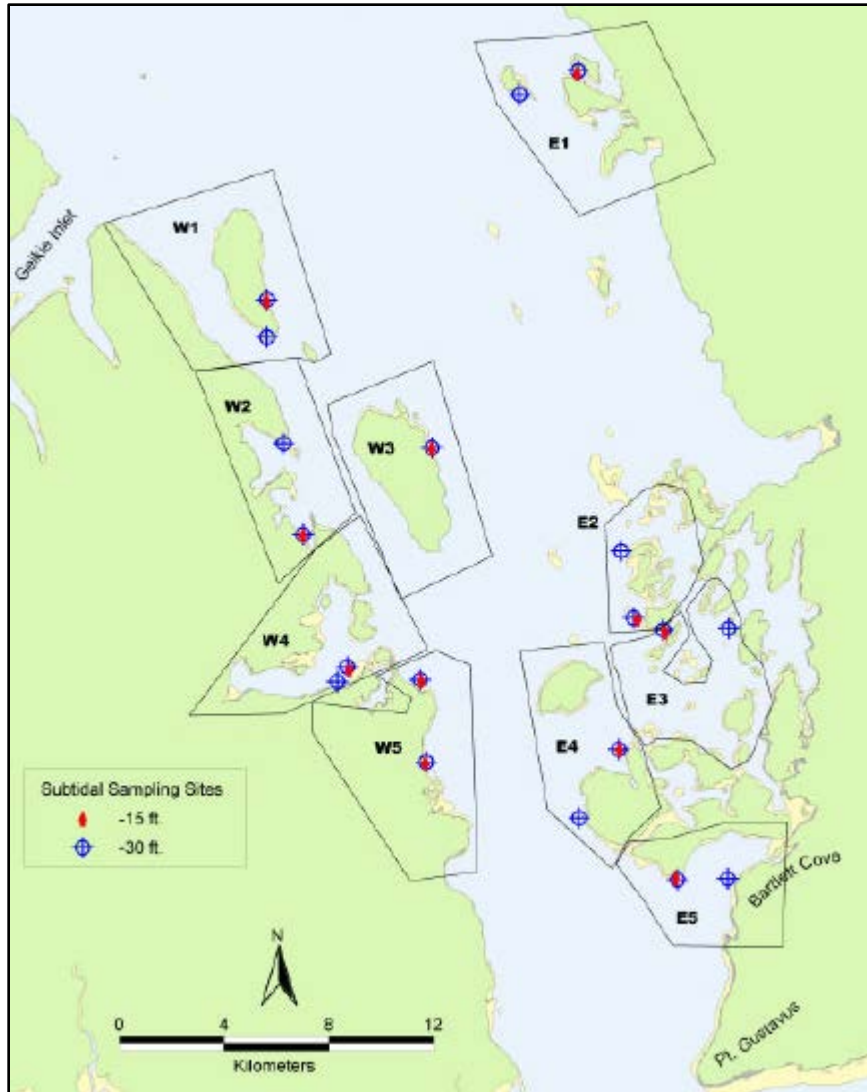 E1
W1
Geikie Inlet
W2
W3
E2
W4
E3
W5
E4
Subtidal Sampling Sites
-15 ft.
-30 ft.
Bartlett Cove
E5
N
0 4 8 12
Kilometers
Pt. Gustavus